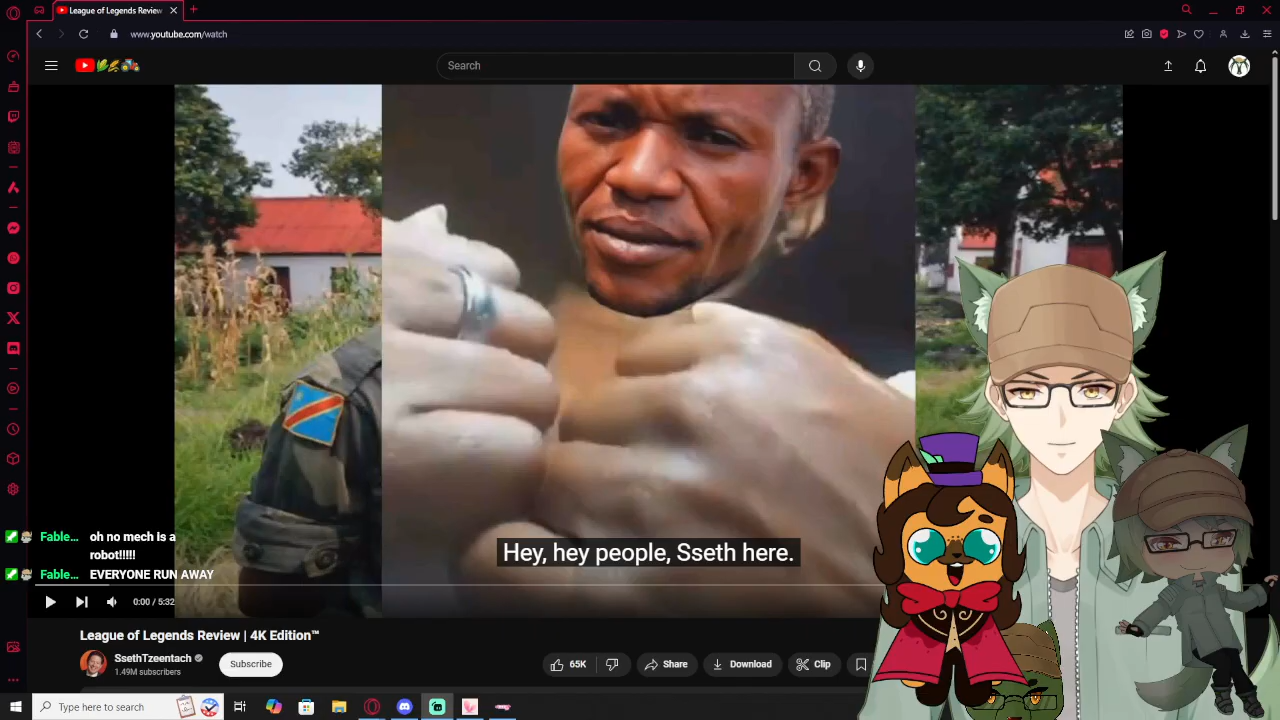 League of Legends Review
www.youtube.com/watch
Search
Hey, hey people, Sseth here.
Fable... oh no mech is a
robot!!!!!
Fable... EVERYONE RUN AWAY
0:00 / 5:32
League of Legends Review | 4K Edition™
SsethTzeentach
1.49M subscribers
Subscribe
65K
Share
Download
Clip
Type here to search